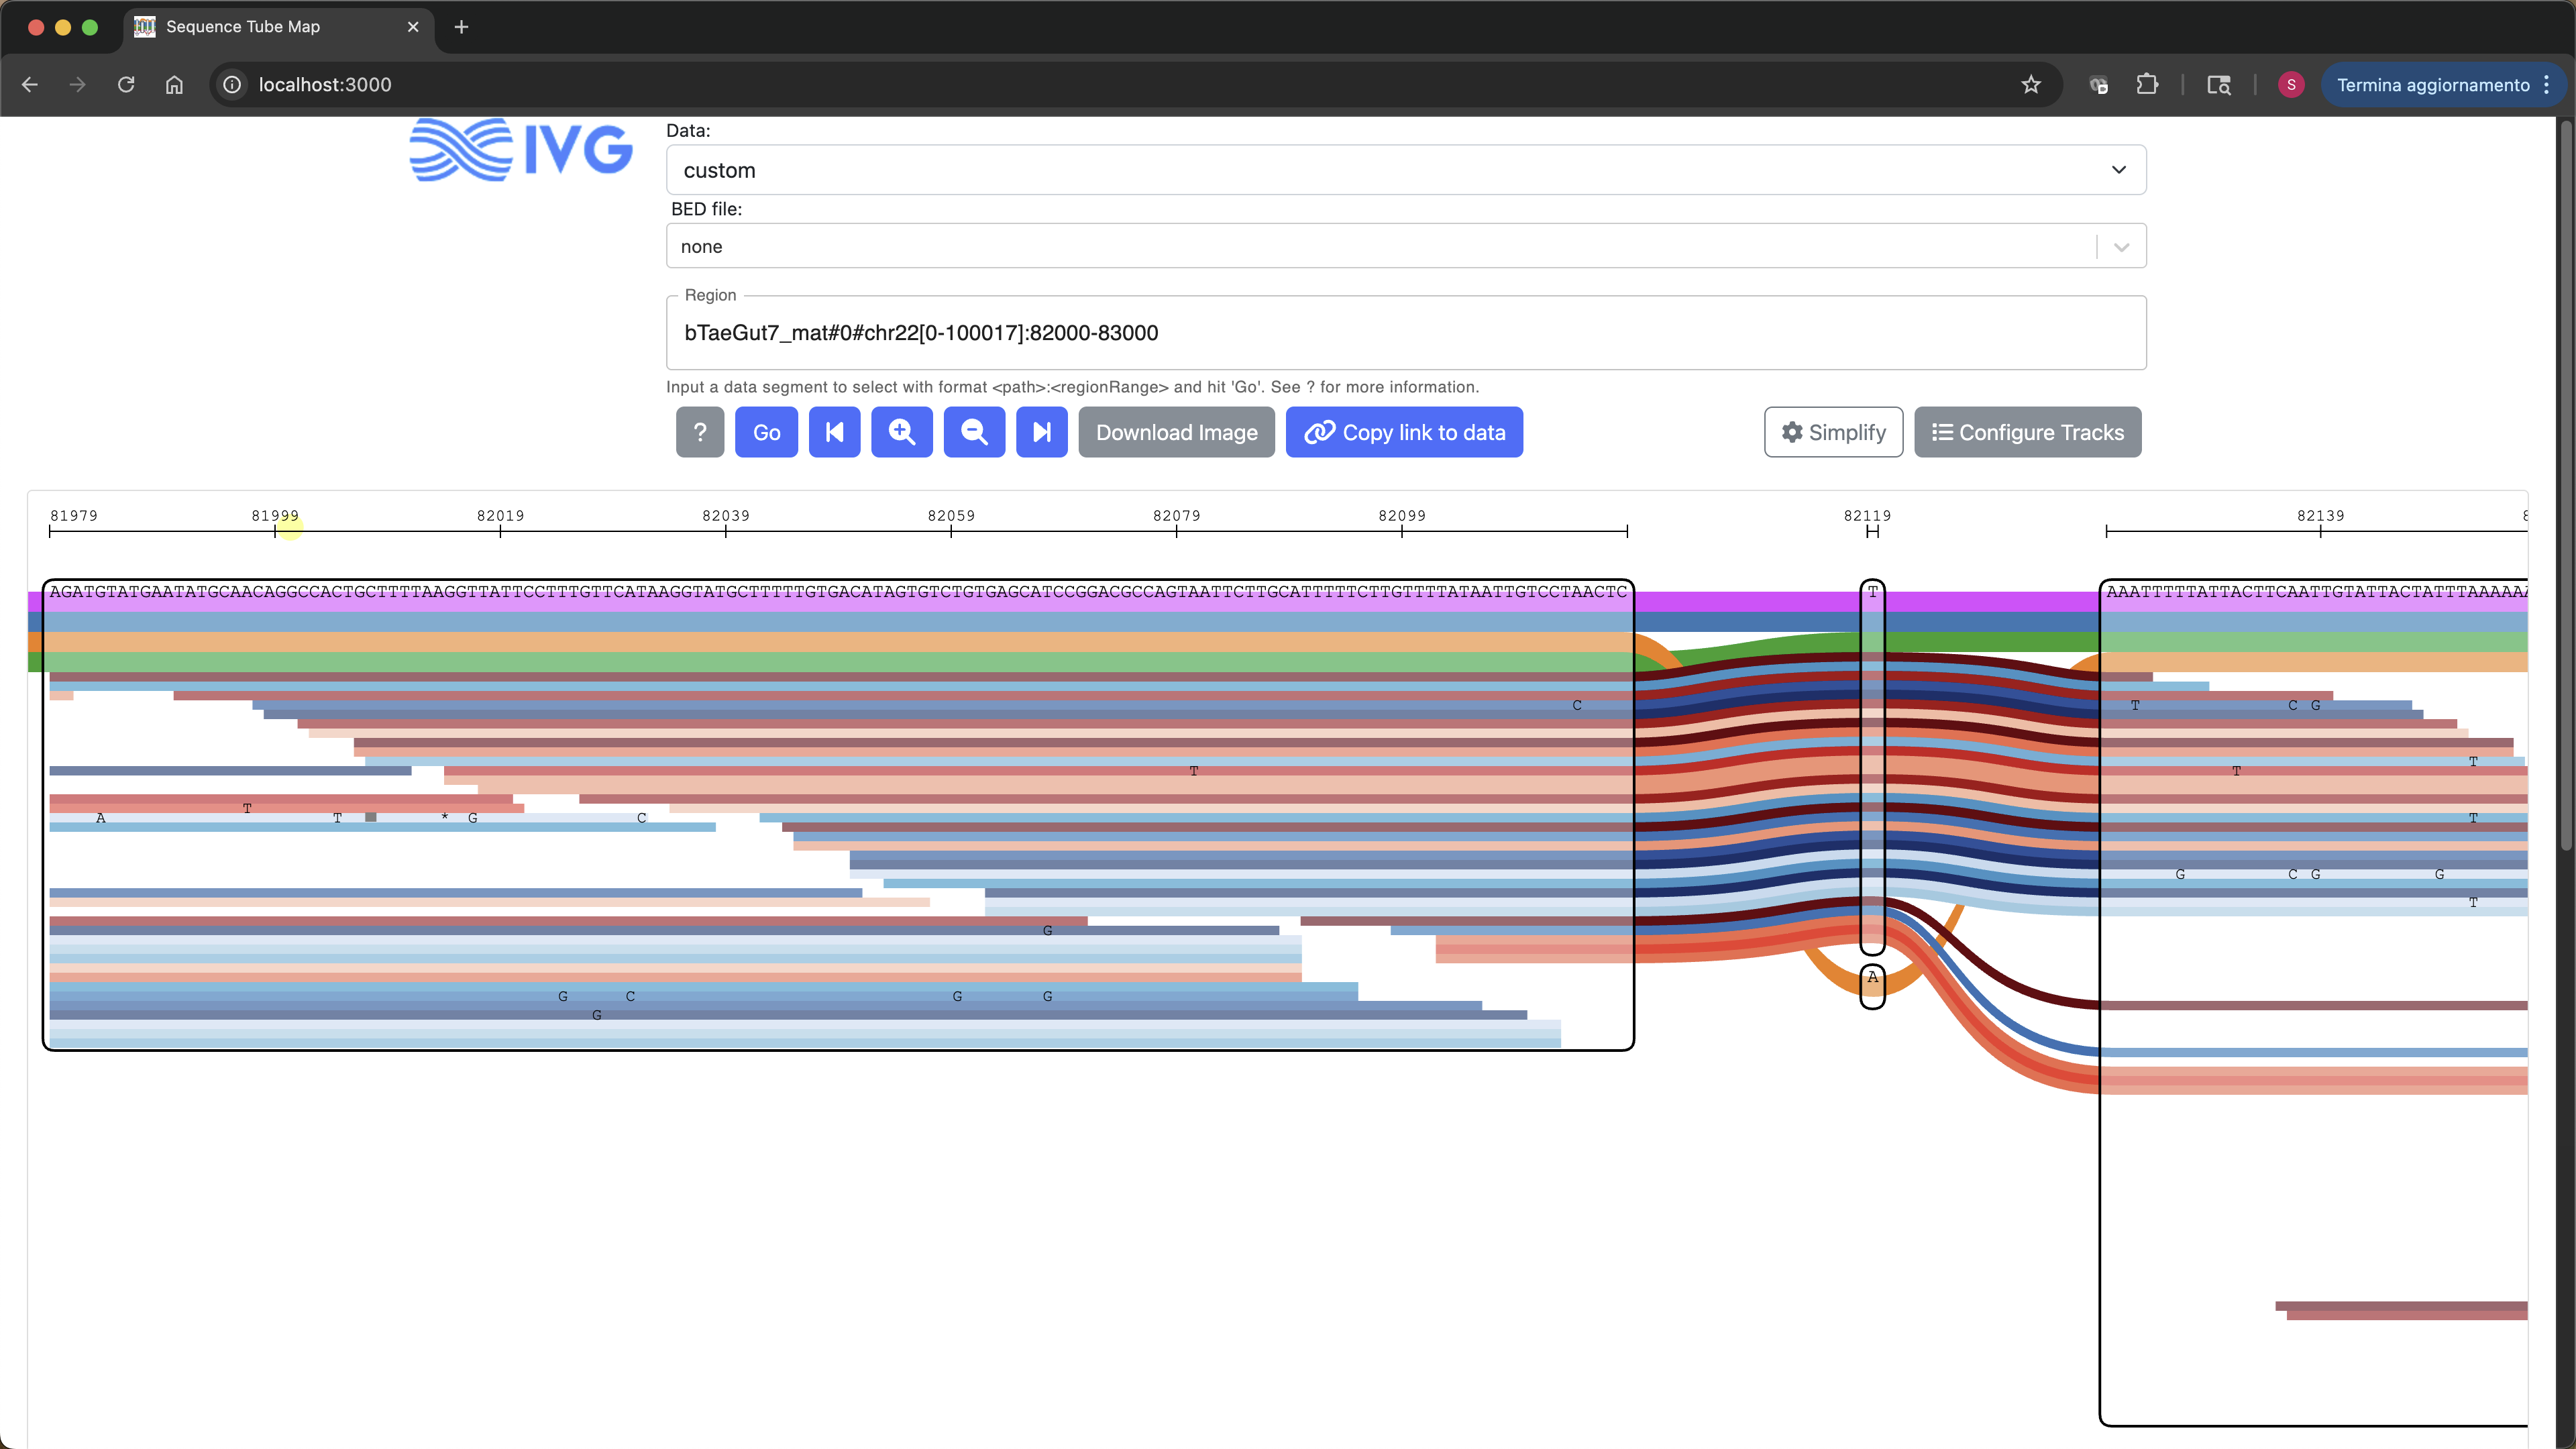 Sequence Tube Map
localhost:3000
S
Termina aggiornamento
IVG
Data:
custom
BED file:
none
Region
bTaeGut7_mat#0#chr22[0-100017]:82000-83000
Input a data segment to select with format <path>:<regionRange> and hit 'Go'. See ? for more information.
? Go Download Image Copy link to data Simplify Configure Tracks
81979 81999 82019 82039 82059 82079 82099 82119 82139 8
AGATGTATGAATATGCAACAGGCCACTGCTTTTAAGGTTATTCCTTTGTTCATAAGGTATGCTTTTTGTGACATAGTGTCTGTGAGCATCCGGACGCCAGTAATTCTTGCATTTTTCTTGTTTTATAATTGTCCTAACTC T AAATTTTTATTACTTCAATTGTATTACTATTTAAAAAA
C T C G
T
T T
T
A T * G C T
G C G G
T
G
A
G C G G
G